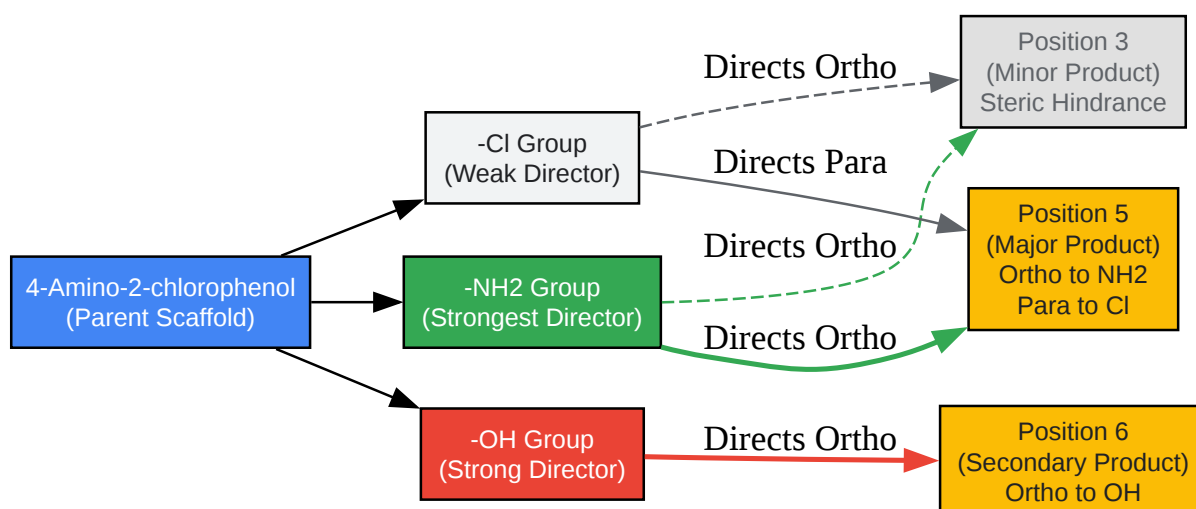 4-Amino-2-chlorophenol
(Parent Scaffold)
-Cl Group
(Weak Director)
-NH2 Group
(Strongest Director)
-OH Group
(Strong Director)
Directs Ortho
Directs Para
Directs Ortho
Directs Ortho
Directs Ortho
Position 3
(Minor Product)
Steric Hindrance
Position 5
(Major Product)
Ortho to NH2
Para to Cl
Position 6
(Secondary Product)
Ortho to OH